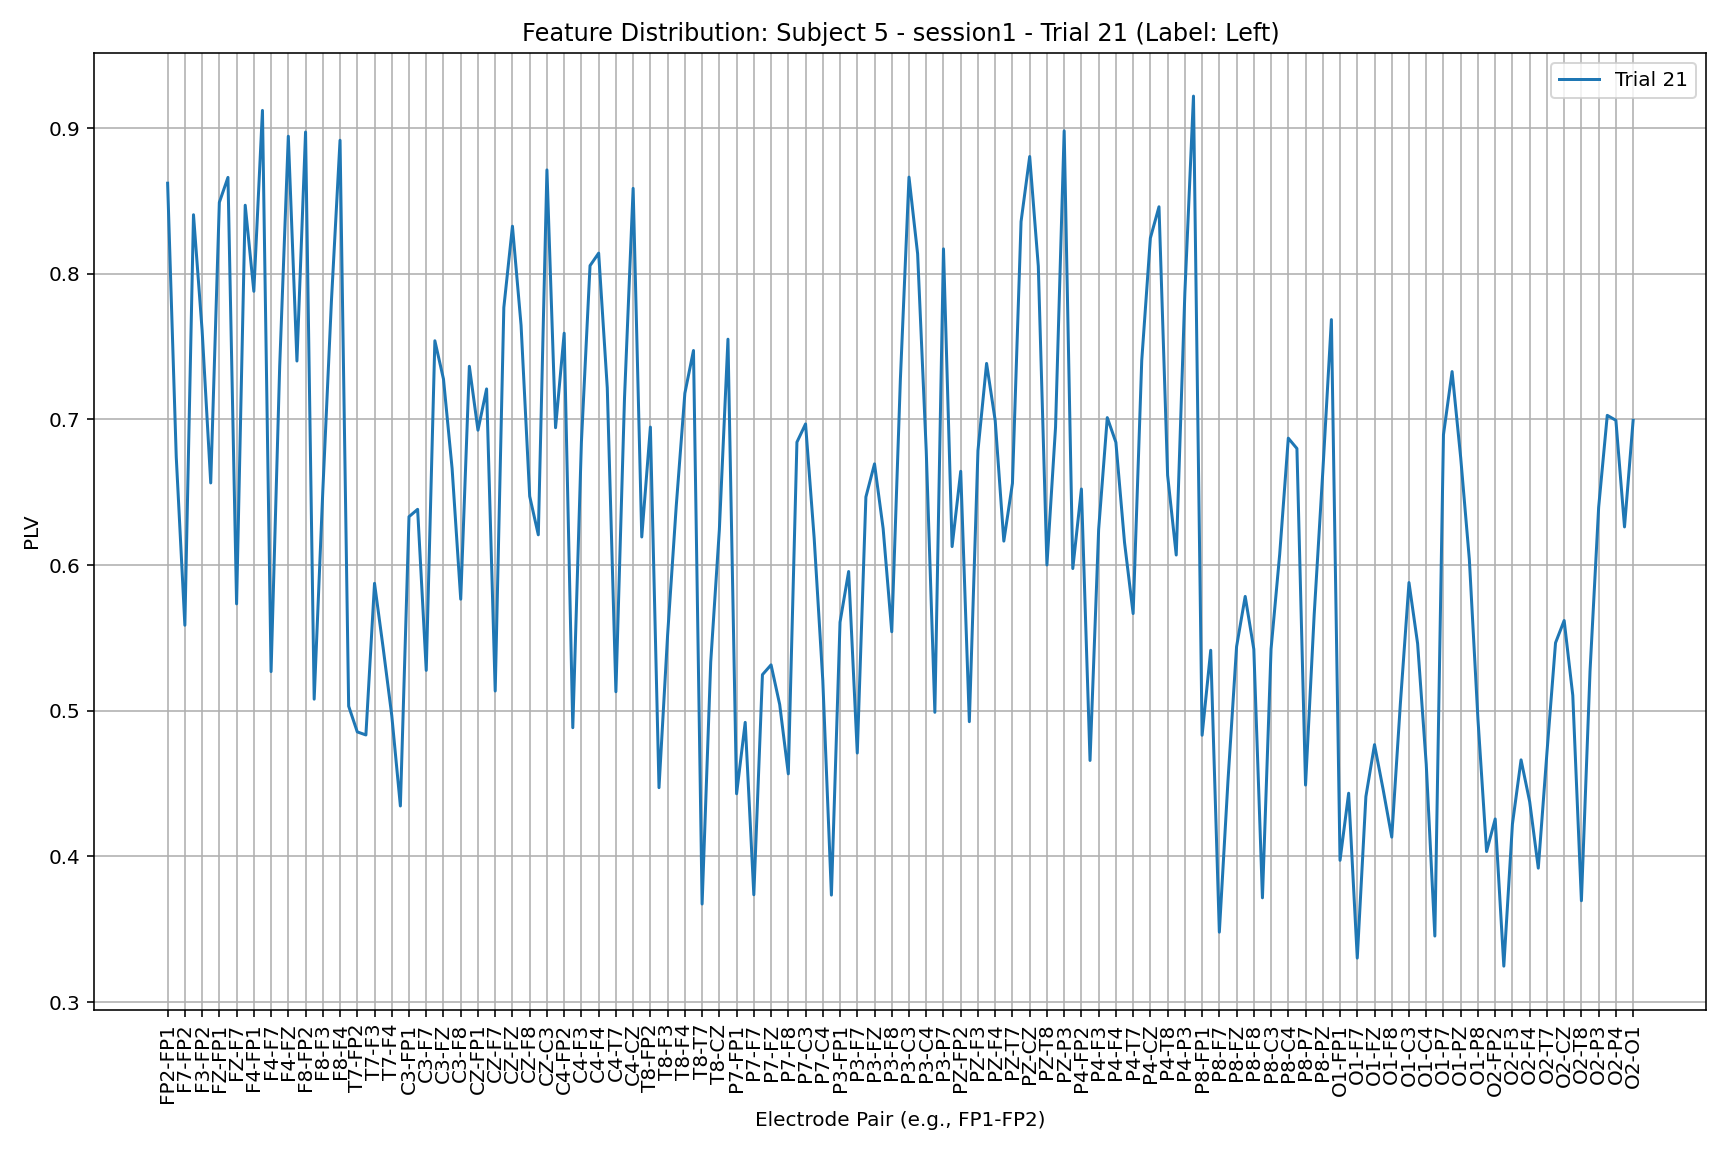 Feature Distribution: Subject 5 - session1 - Trial 21 (Label: Left)
Trial 21
PLV
0.9
0.8
0.7
0.6
0.5
0.4
0.3
FP2-FP1
F7-FP2
F3-FP2
FZ-FP1
FZ-F7
F4-FP1
F4-F7
F4-FZ
F8-FP2
F8-F3
F8-F4
T7-FP2
T7-F3
T7-F4
C3-FP1
C3-F7
C3-FZ
C3-F8
CZ-FP1
CZ-F7
CZ-FZ
CZ-F8
CZ-C3
C4-FP2
C4-F3
C4-F4
C4-T7
C4-CZ
T8-FP2
T8-F3
T8-F4
T8-T7
T8-CZ
P7-FP1
P7-F7
P7-FZ
P7-F8
P7-C3
P7-C4
P3-FP1
P3-F7
P3-FZ
P3-F8
P3-C3
P3-C4
P3-P7
PZ-FP2
PZ-F3
PZ-F4
PZ-T7
PZ-CZ
PZ-T8
PZ-P3
P4-FP2
P4-F3
P4-F4
P4-T7
P4-CZ
P4-T8
P4-P3
P8-FP1
P8-F7
P8-FZ
P8-F8
P8-C3
P8-C4
P8-P7
P8-PZ
O1-FP1
O1-F7
O1-FZ
O1-F8
O1-C3
O1-C4
O1-P7
O1-PZ
O1-P8
O2-FP2
O2-F3
O2-F4
O2-T7
O2-CZ
O2-T8
O2-P3
O2-P4
O2-O1
Electrode Pair (e.g., FP1-FP2)